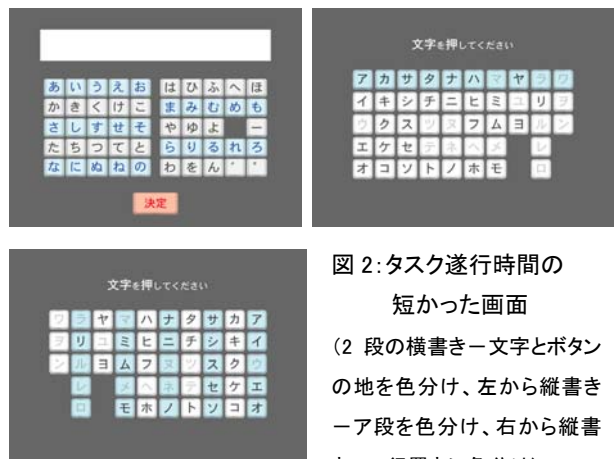 あいうえお はひふへほ
かきくけこ まみむめも
さしすせそ やゆよ ー
たちつてと らりるれろ
なにぬねの わをん゛゜
決定
文字を押してください
アカサタナハマヤラワ
イキシチニヒミユリヲ
ウクスツヌフムヨルン
エケセテネヘメ レ
オコソトノホモ ロ
文字を押してください
ワラヤマハナタサカア
ヲリユミヒニチシキイ
ンルヨムフヌツスクウ
レ メヘネテセケエ
ロ モホノトソコオ
図 2：タスク遂行時間の
短かった画面
(2 段の横書きー文字とボタン
の地を色分け、左から縦書き
ーア段を色分け、右から縦書